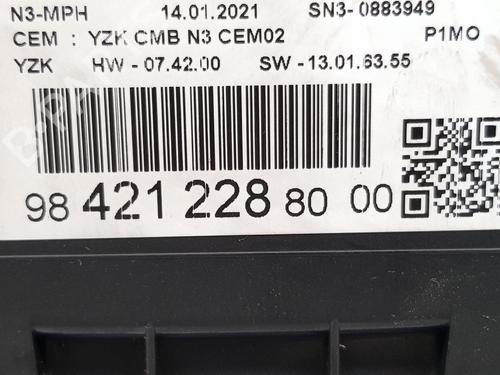 N3-MPH 14.01.2021 SN3- 0883949
CEM : YZK CMB N3 CEM02 P1MO
YZK HW - 07.42.00 SW - 13.01.63.55
98 421 228 80 00